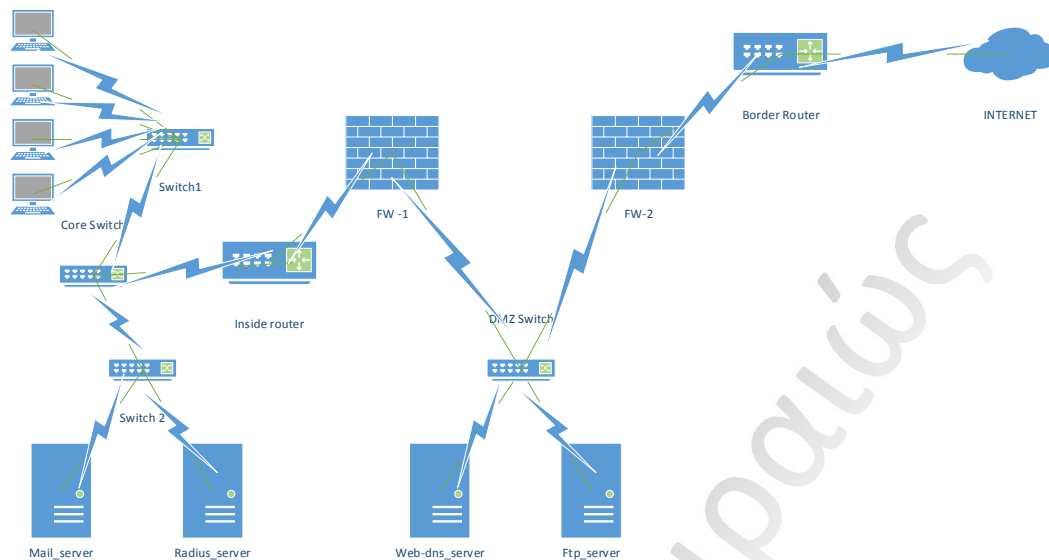 Border Router
INTERNET
Switch1
FW -1
FW-2
Core Switch
Inside router
DMZ Switch
Switch 2
Mail_server
Radius_server
Web-dns_server
Ftp_server
ιραιώς